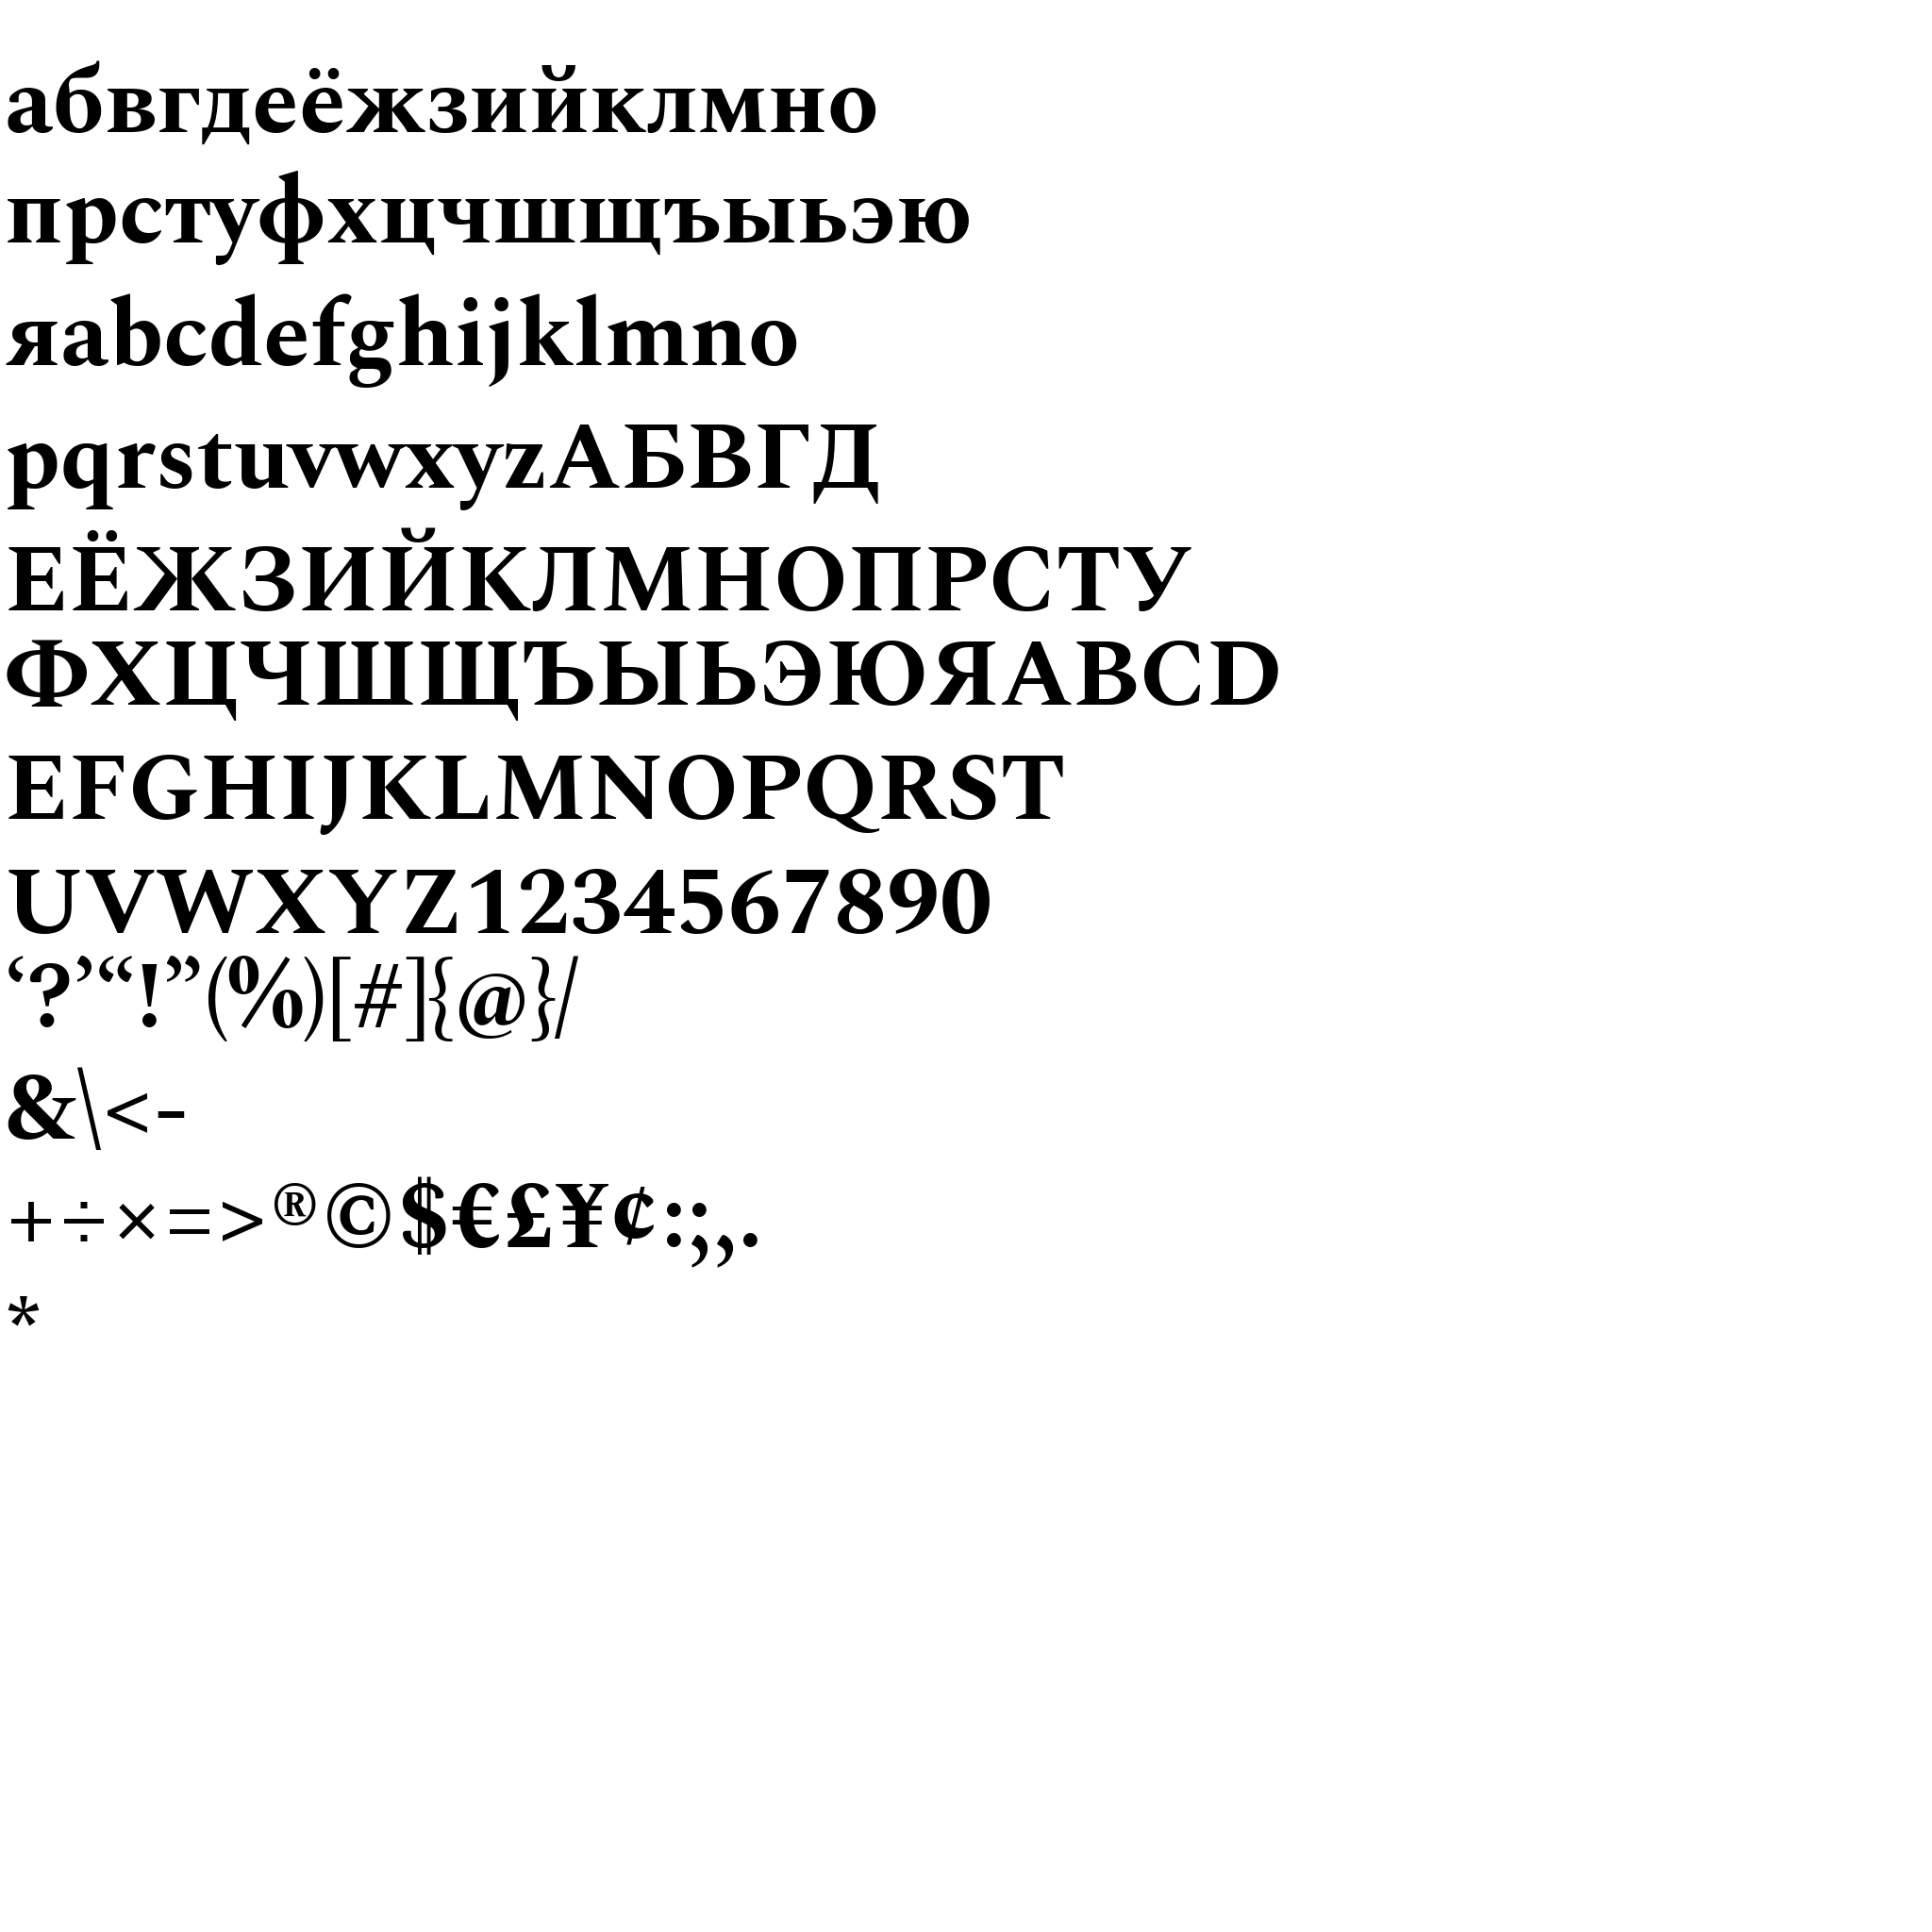 абвгдеёжзийклмно
прстуфхцчшщъыьэю
яabcdefghijklmno
pqrstuvwxyzАБВГД
ЕЁЖЗИЙКЛМНОПРСТУ
ФХЦЧШЩЪЫЬЭЮЯABCD
EFGHIJKLMNOPQRST
UVWXYZ1234567890
‘?’“!”(%)[#]{@}/
&\<-
+÷×=>®©$€£¥¢:;,.
*